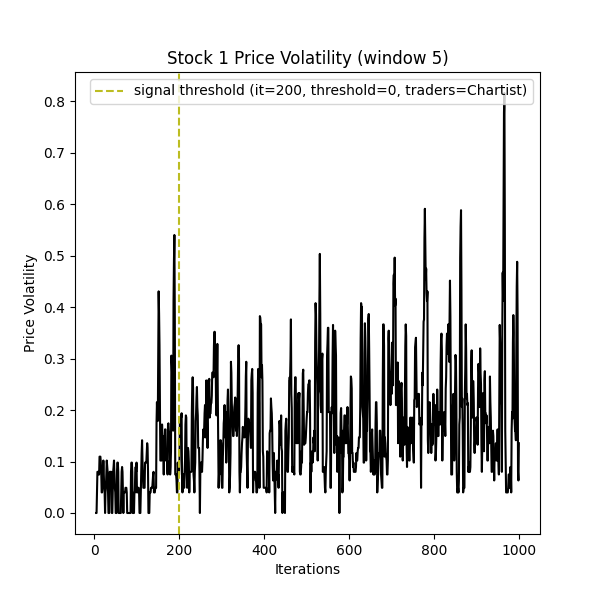 Stock 1 Price Volatility (window 5)
signal threshold (it=200, threshold=0, traders=Chartist)
Price Volatility
0.8
0.7
0.6
0.5
0.4
0.3
0.2
0.1
0.0
0 200 400 600 800 1000
Iterations